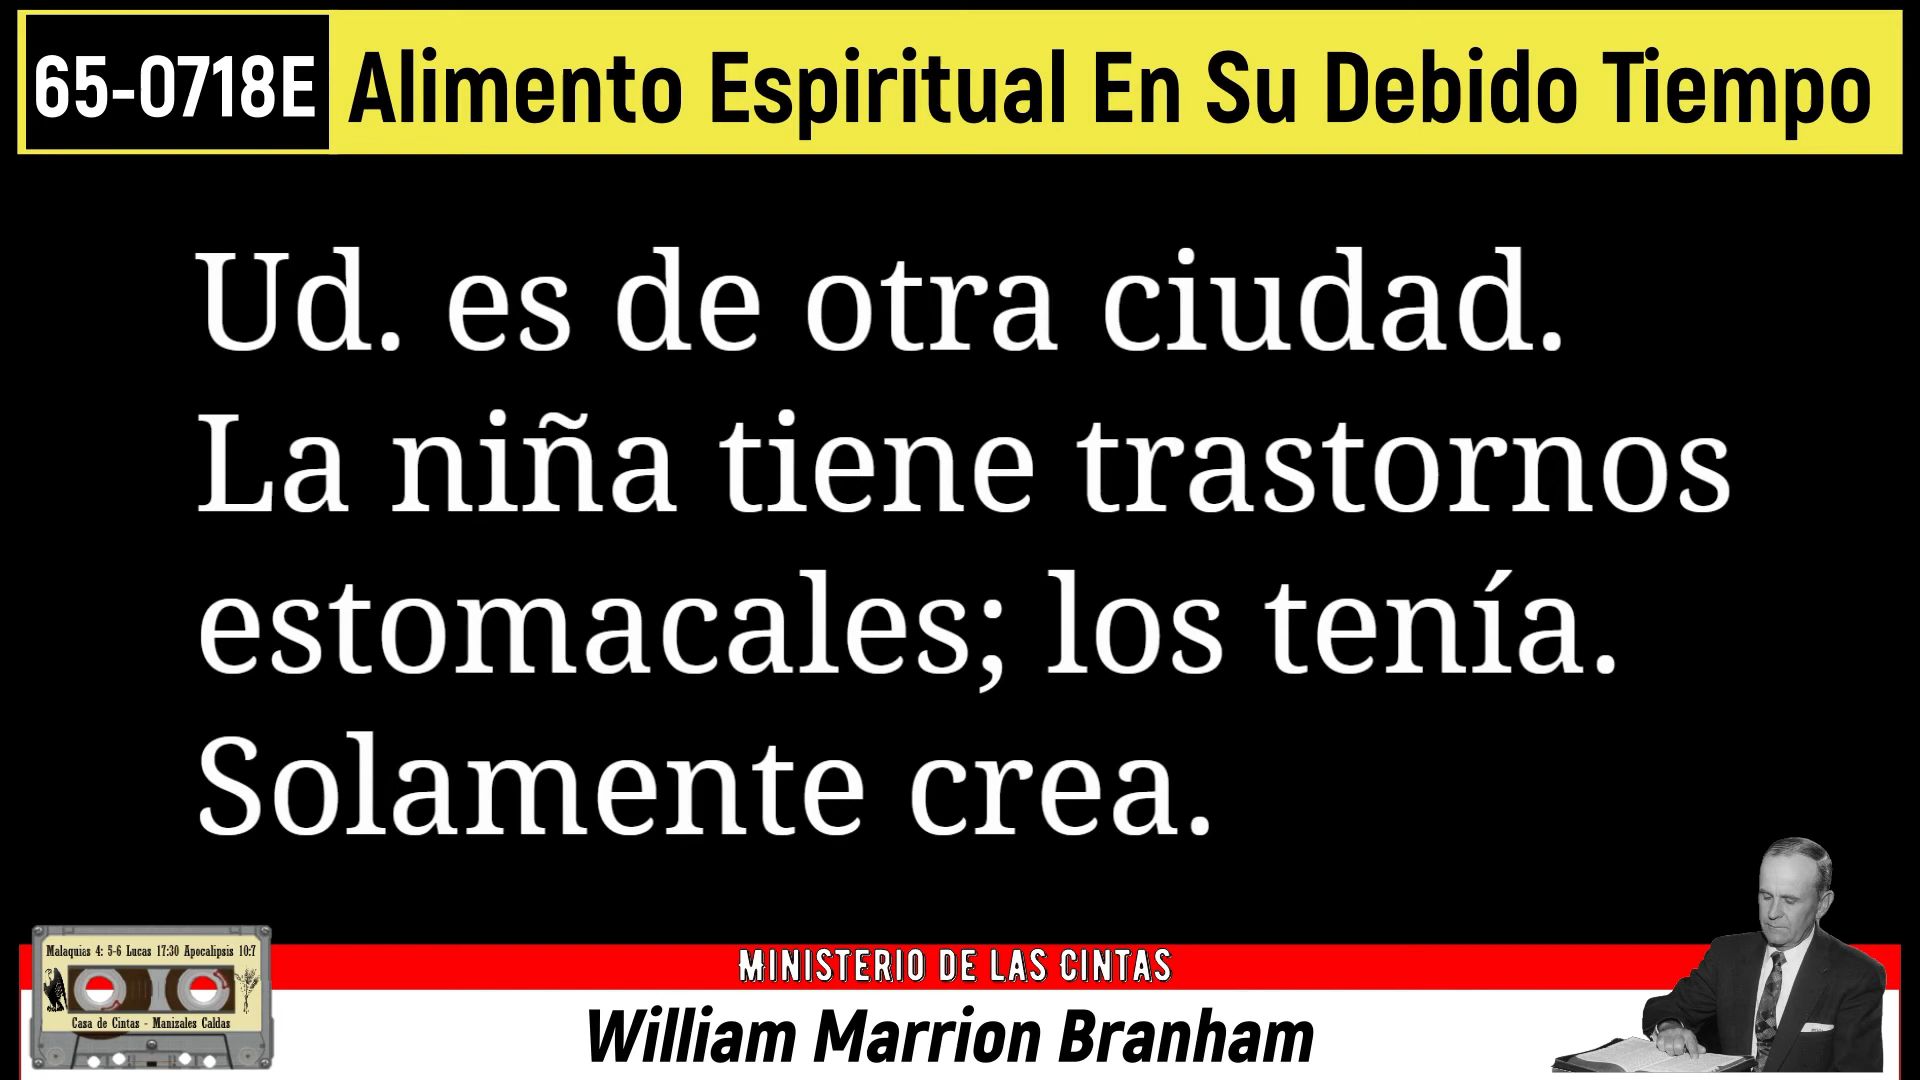 65-0718E Alimento Espiritual En Su Debido Tiempo
Ud. es de otra ciudad.
La niña tiene trastornos
estomacales; los tenía.
Solamente crea.
Malaquias 4: 5-6 Lucas 17:30 Apocalipsis 10:7
Casa de Cintas - Manizales Caldas
MINISTERIO DE LAS CINTAS
William Marrion Branham